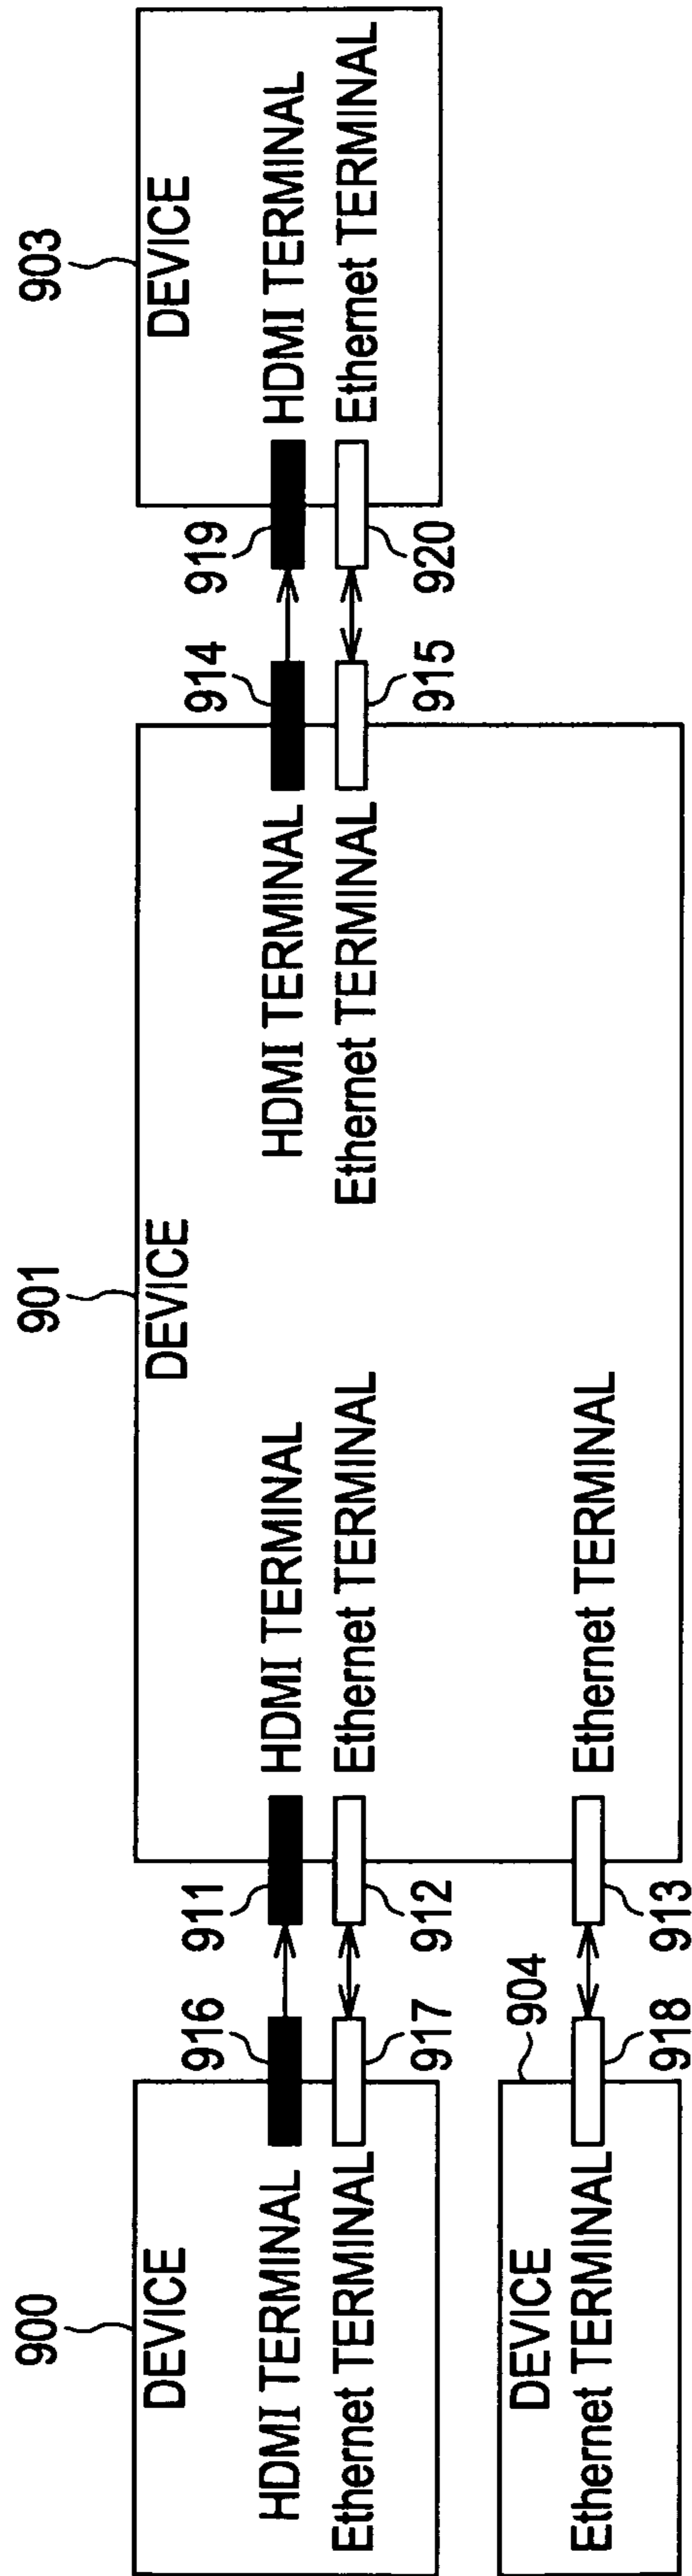 900
DEVICE
HDMI TERMINAL
Ethernet TERMINAL
916
917
904
DEVICE
Ethernet TERMINAL
918
901
DEVICE
911
HDMI TERMINAL
912
Ethernet TERMINAL
913
Ethernet TERMINAL
HDMI TERMINAL
914
Ethernet TERMINAL
915
903
DEVICE
919
HDMI TERMINAL
920
Ethernet TERMINAL